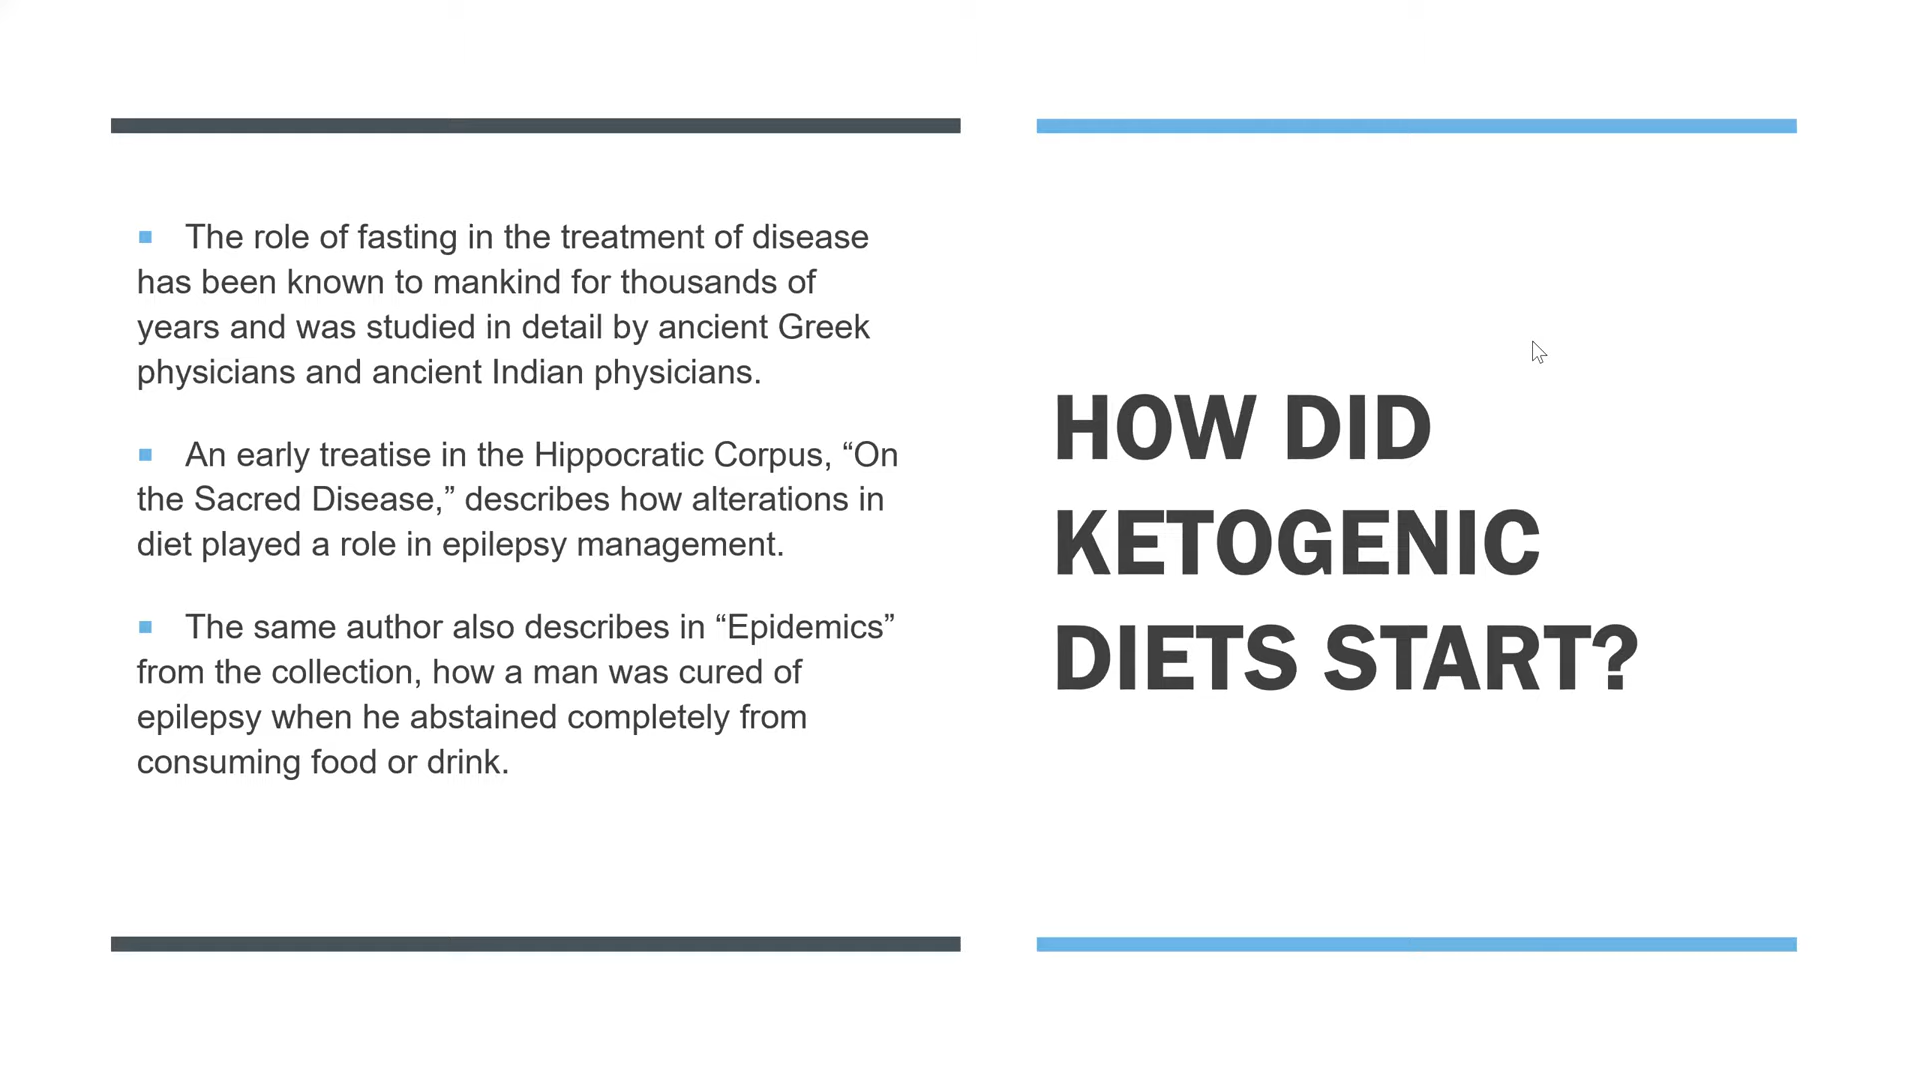 The role of fasting in the treatment of disease
has been known to mankind for thousands of
years and was studied in detail by ancient Greek
physicians and ancient Indian physicians.
An early treatise in the Hippocratic Corpus, “On
the Sacred Disease,” describes how alterations in
diet played a role in epilepsy management.
The same author also describes in “Epidemics”
from the collection, how a man was cured of
epilepsy when he abstained completely from
consuming food or drink.
HOW DID
KETOGENIC
DIETS START?